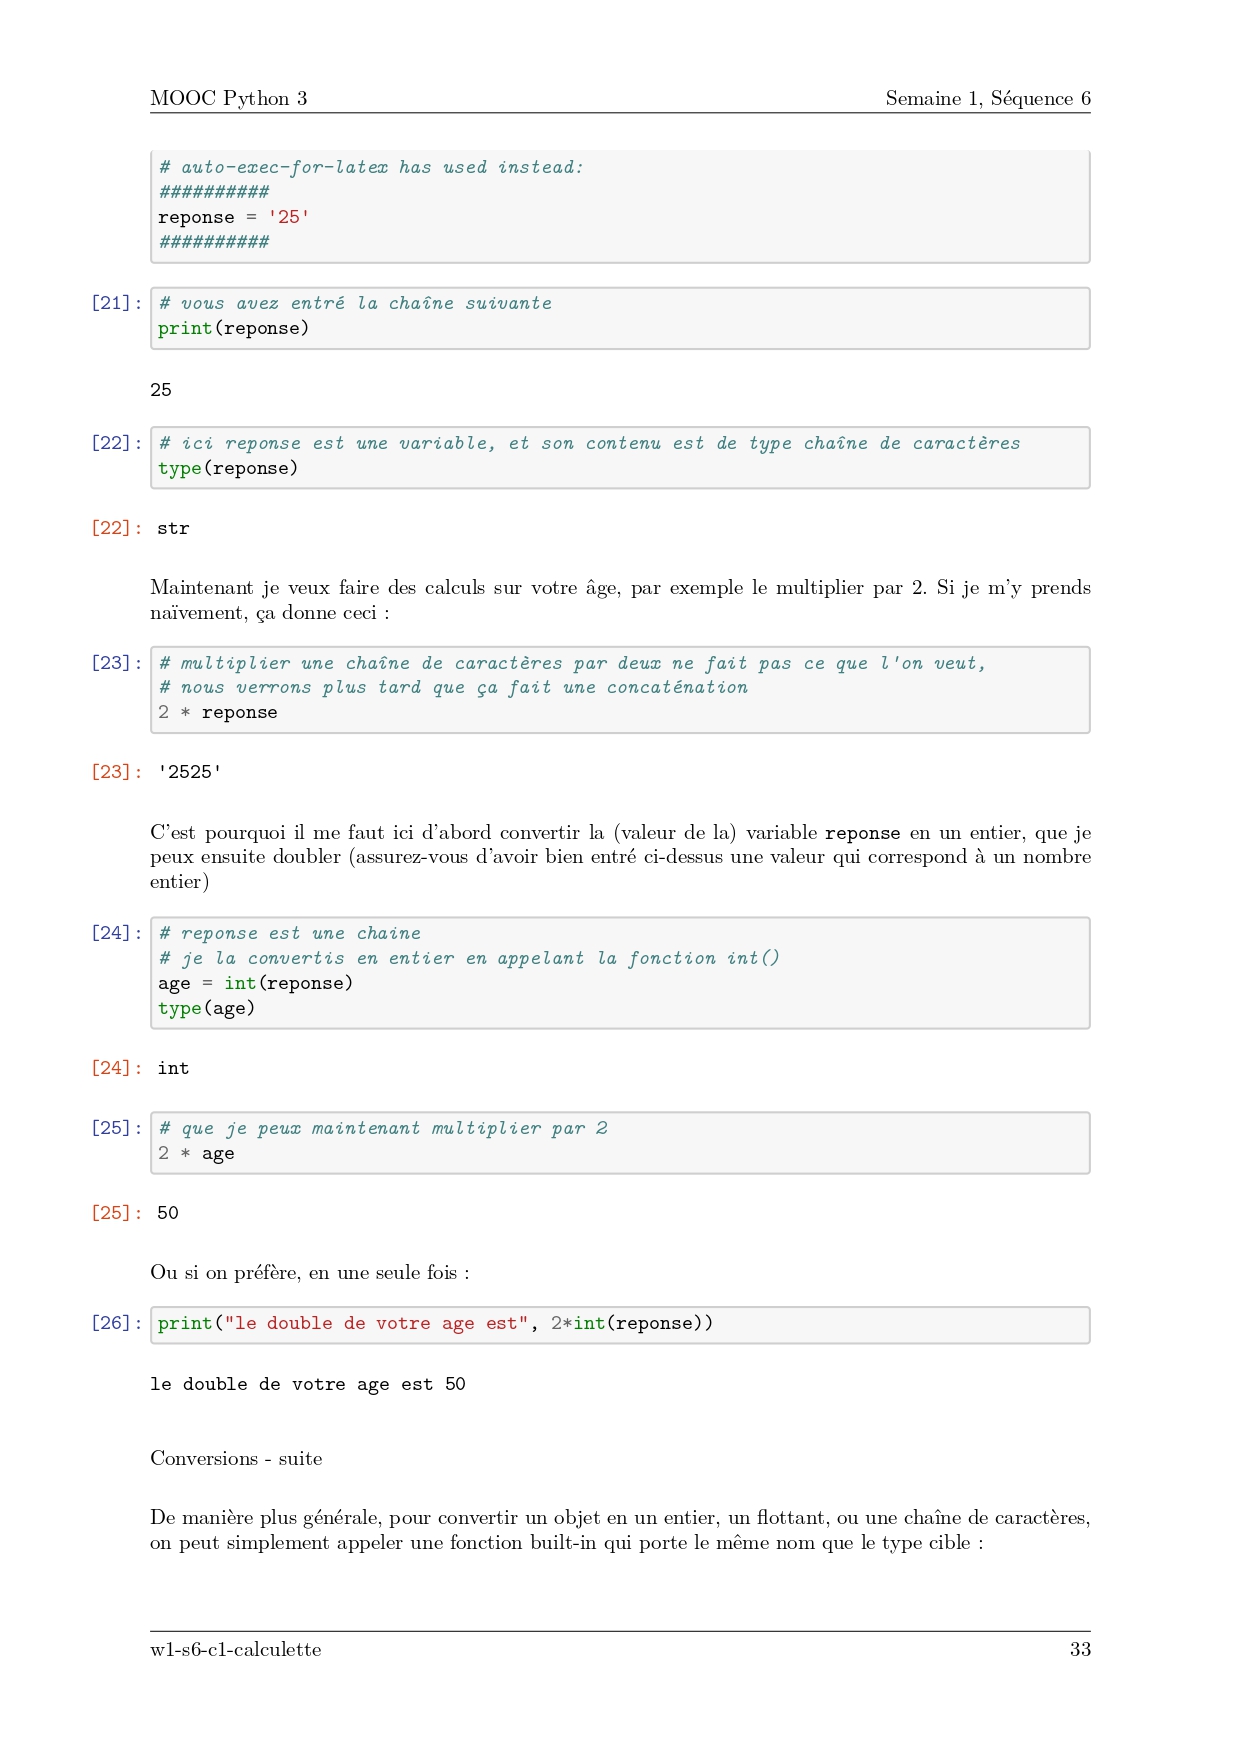 MOOC Python 3 Semaine 1, Séquence 6
# auto-exec-for-latex has used instead:
##########
reponse = '25'
##########
[21]: # vous avez entré la chaîne suivante
print(reponse)
25
[22]: # ici reponse est une variable, et son contenu est de type chaîne de caractères
type(reponse)
[22]: str
Maintenant je veux faire des calculs sur votre âge, par exemple le multiplier par 2. Si je m'y prends
naïvement, ça donne ceci :
[23]: # multiplier une chaîne de caractères par deux ne fait pas ce que l'on veut,
# nous verrons plus tard que ça fait une concaténation
2 * reponse
[23]: '2525'
C'est pourquoi il me faut ici d'abord convertir la (valeur de la) variable reponse en un entier, que je
peux ensuite doubler (assurez-vous d'avoir bien entré ci-dessus une valeur qui correspond à un nombre
entier)
[24]: # reponse est une chaine
# je la convertis en entier en appelant la fonction int()
age = int(reponse)
type(age)
[24]: int
[25]: # que je peux maintenant multiplier par 2
2 * age
[25]: 50
Ou si on préfère, en une seule fois :
[26]: print("le double de votre age est", 2*int(reponse))
le double de votre age est 50
Conversions - suite
De manière plus générale, pour convertir un objet en un entier, un flottant, ou une chaîne de caractères,
on peut simplement appeler une fonction built-in qui porte le même nom que le type cible :
w1-s6-c1-calculette 33